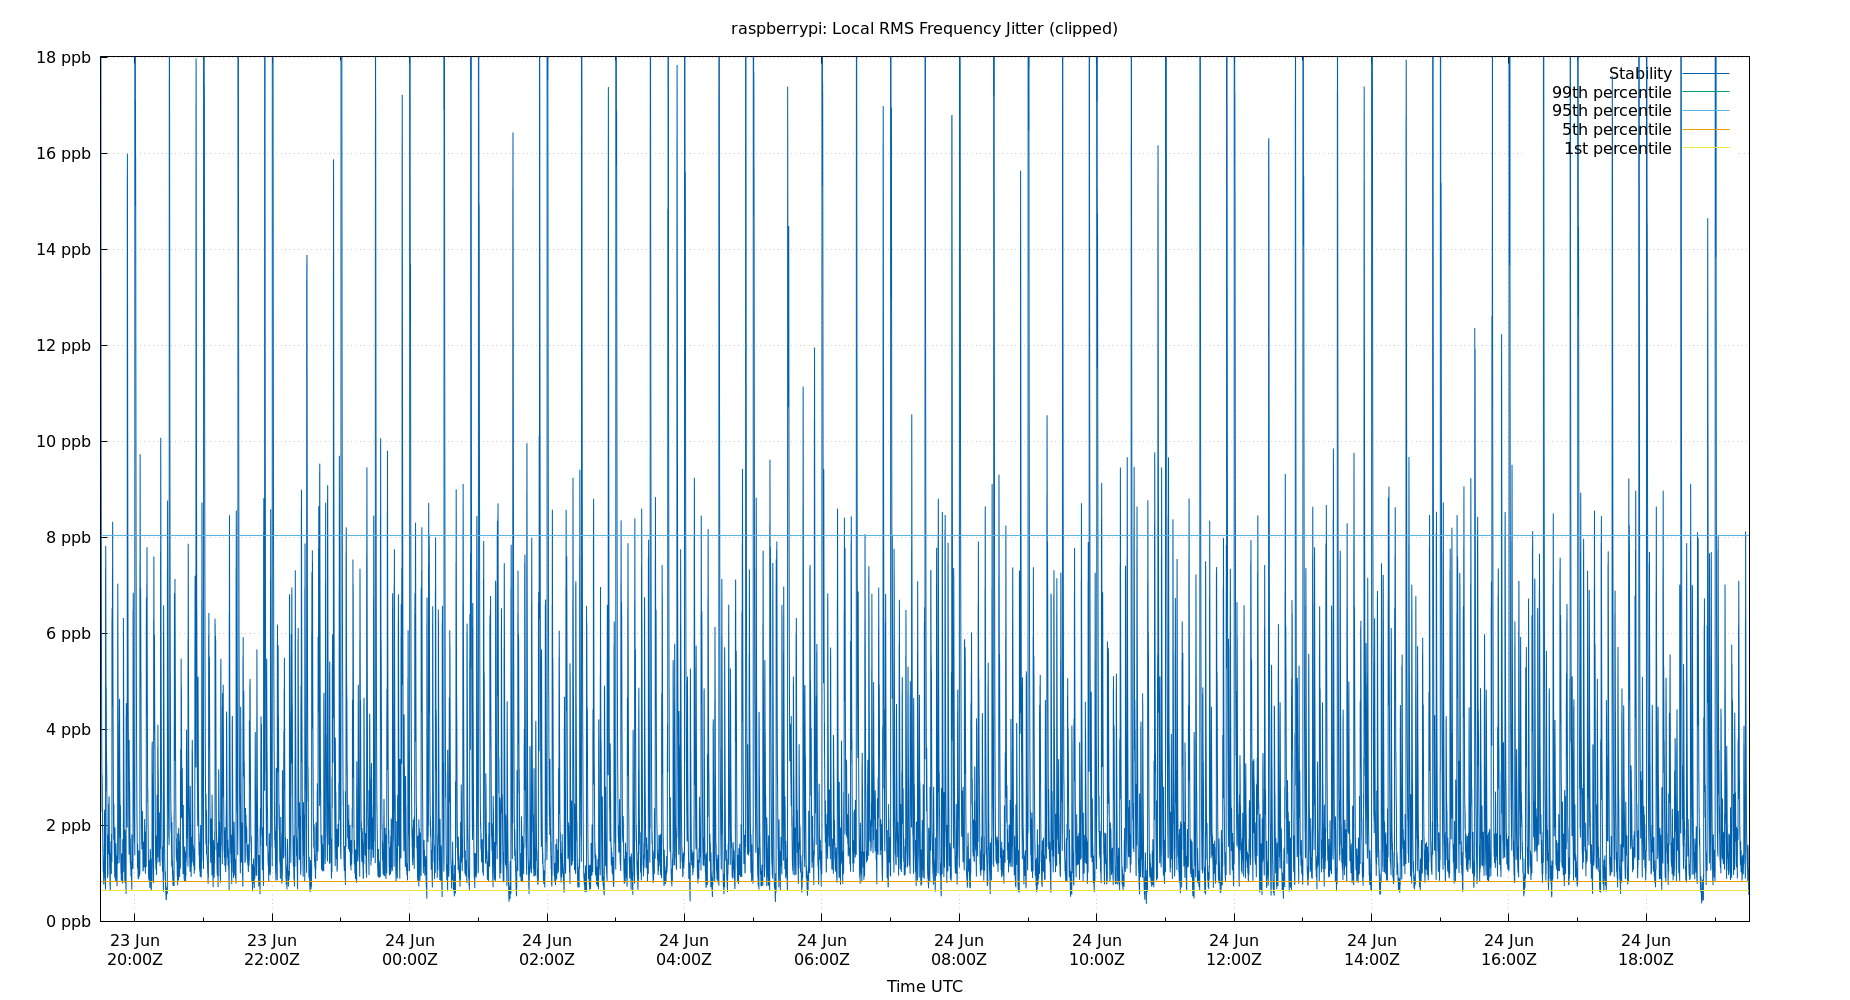 raspberrypi: Local RMS Frequency Jitter (clipped)
18 ppb
16 ppb
14 ppb
12 ppb
10 ppb
8 ppb
6 ppb
4 ppb
2 ppb
0 ppb
Stability
99th percentile
95th percentile
5th percentile
1st percentile
23 Jun 23 Jun 24 Jun 24 Jun 24 Jun 24 Jun 24 Jun 24 Jun 24 Jun 24 Jun 24 Jun 24 Jun
20:00Z 22:00Z 00:00Z 02:00Z 04:00Z 06:00Z 08:00Z 10:00Z 12:00Z 14:00Z 16:00Z 18:00Z
Time UTC